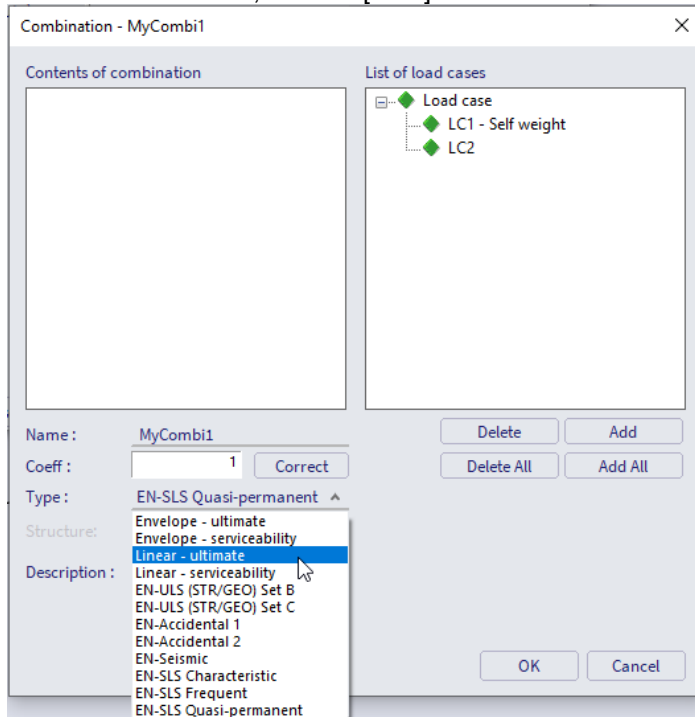 Combination - MyCombi1
Contents of combination
List of load cases
Load case
LC1 - Self weight
LC2
Name :
MyCombi1
Delete
Add
Coeff :
1
Correct
Delete All
Add All
Type :
EN-SLS Quasi-permanent
Structure:
Envelope - ultimate
Envelope - serviceability
Linear - ultimate
Description :
Linear - serviceability
EN-ULS (STR/GEO) Set B
EN-ULS (STR/GEO) Set C
EN-Accidental 1
EN-Accidental 2
EN-Seismic
EN-SLS Characteristic
EN-SLS Frequent
EN-SLS Quasi-permanent
OK
Cancel